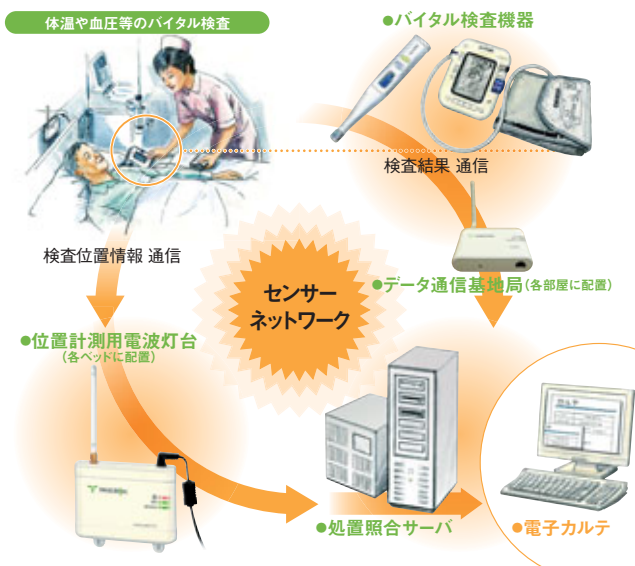 体温や血圧等のバイタル検査
●バイタル検査機器
検査結果 通信
検査位置情報 通信
センサー
ネットワーク
●データ通信基地局(各部屋に配置)
●位置計測用電波灯台
(各ベッドに配置)
●処置照合サーバ
●電子カルテ